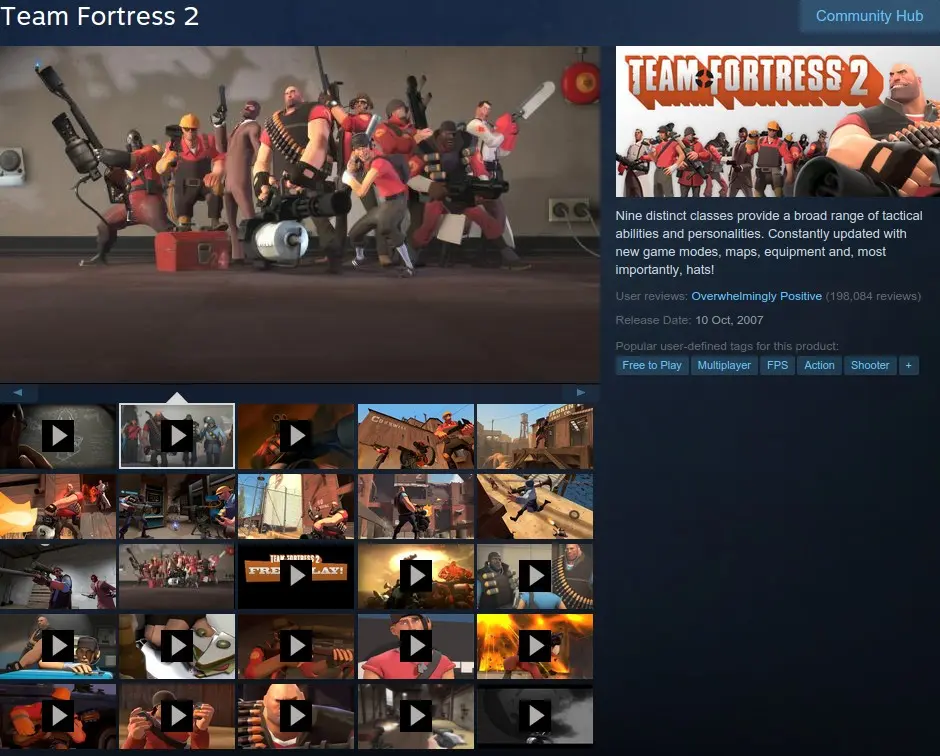 Team Fortress 2
Community Hub
TEAM FORTRESS 2
Nine distinct classes provide a broad range of tactical
abilities and personalities. Constantly updated with
new game modes, maps, equipment and, most
importantly, hats!
User reviews: Overwhelmingly Positive (198,084 reviews)
Release Date: 10 Oct, 2007
Popular user-defined tags for this product:
Free to Play Multiplayer FPS Action Shooter +
TEAM FORTRESS 2